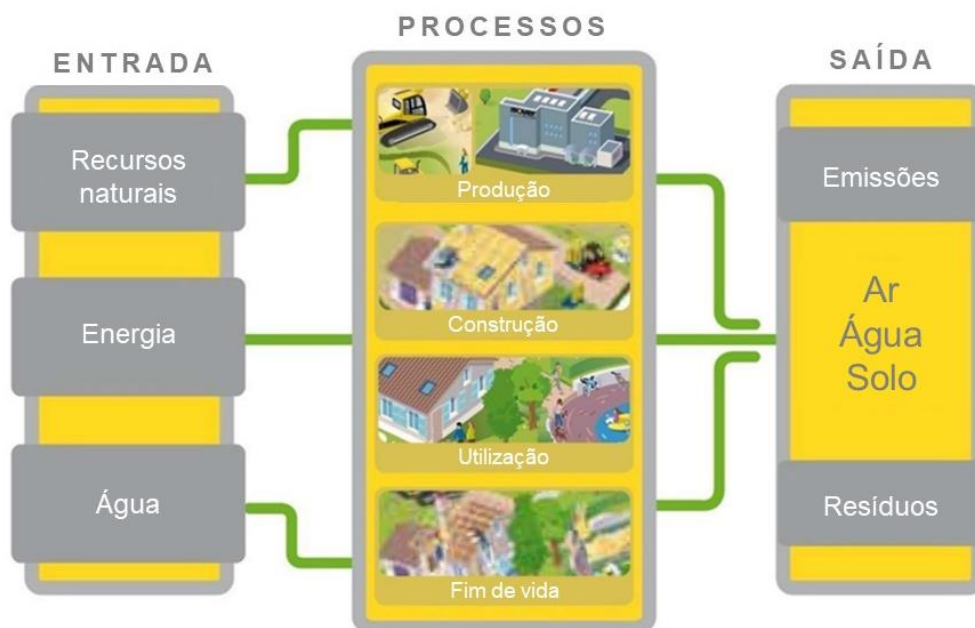 PROCESSOS
ENTRADA
SAÍDA
Recursos
naturais
Energia
Água
Produção
Construção
Utilização
Fim de vida
Emissões
Ar
Água
Solo
Resíduos